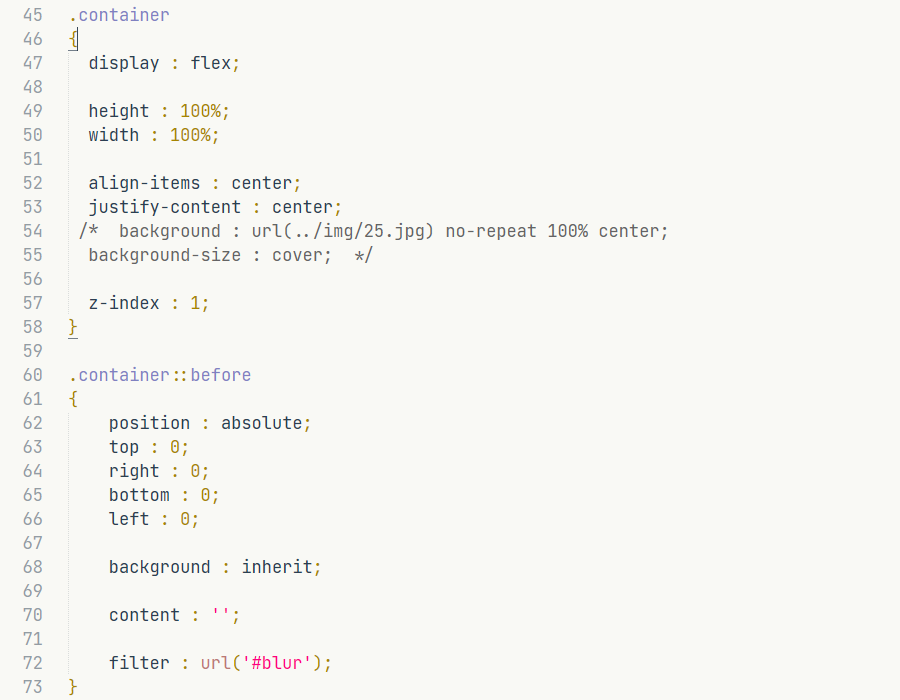 45 .container
46 {
47 display : flex;
48
49 height : 100%;
50 width : 100%;
51
52 align-items : center;
53 justify-content : center;
54 /*  background : url(../img/25.jpg) no-repeat 100% center;
55 background-size : cover;  */
56
57 z-index : 1;
58 }
59
60 .container::before
61 {
62 position : absolute;
63 top : 0;
64 right : 0;
65 bottom : 0;
66 left : 0;
67
68 background : inherit;
69
70 content : '';
71
72 filter : url('#blur');
73 }